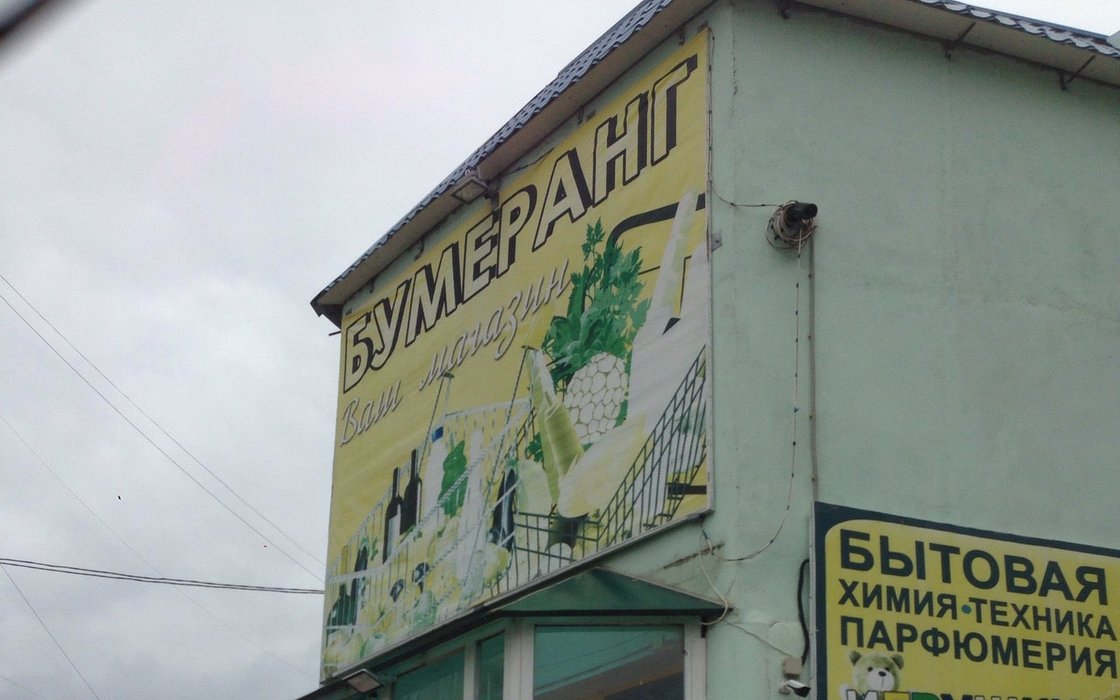 БУМЕРАНГ
Ваш магазин
БЫТОВАЯ
ХИМИЯ•ТЕХНИКА
ПАРФЮМЕРИЯ